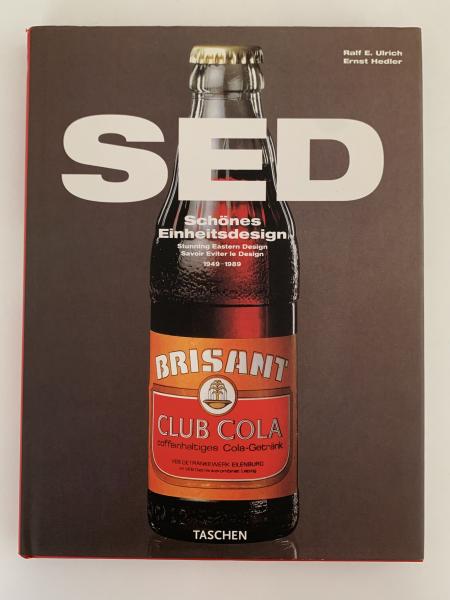 Ralf E. Ulrich
Ernst Hedler
SED
Schönes
Einheitsdesign
Stunning Eastern Design
Savoir Eviter le Design
1949-1989
BRISANT
CLUB COLA
coffeinhaltiges Cola-Getränk
VEB GETRÄNKEWERK EILENBURG
TASCHEN